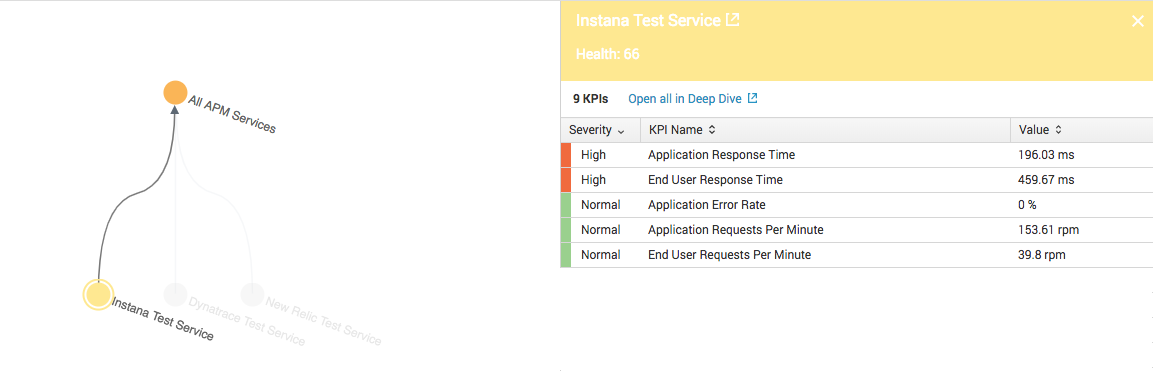 All APM Services
Instana Test Service
Dynatrace Test Service
New Relic Test Service
Instana Test Service
Health: 66
9 KPIs Open all in Deep Dive
Severity KPI Name Value
High Application Response Time 196.03 ms
High End User Response Time 459.67 ms
Normal Application Error Rate 0 %
Normal Application Requests Per Minute 153.61 rpm
Normal End User Requests Per Minute 39.8 rpm